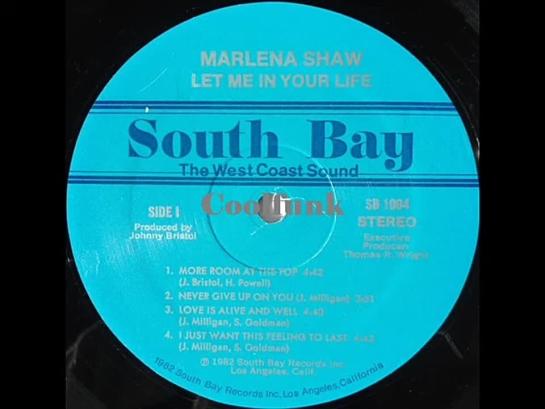 MARLENA SHAW
LET ME IN YOUR LIFE
South Bay
The West Coast Sound
Coolfunk
SIDE I
Produced by
Johnny Bristol
SB 1004
STEREO
Executive
Producer:
Thomas R. Wright
1. MORE ROOM AT THE TOP 4:42
(J. Bristol, H. Powell)
2. NEVER GIVE UP ON YOU (J. Milligan) 3:51
3. LOVE IS ALIVE AND WELL 4:40
(J. Milligan, S. Goldman)
4. I JUST WANT THIS FEELING TO LAST 4:43
(J. Milligan, S. Goldman)
℗ 1982 South Bay Records Inc.
Los Angeles, Calif.
1982 South Bay Records Inc, Los Angeles, California